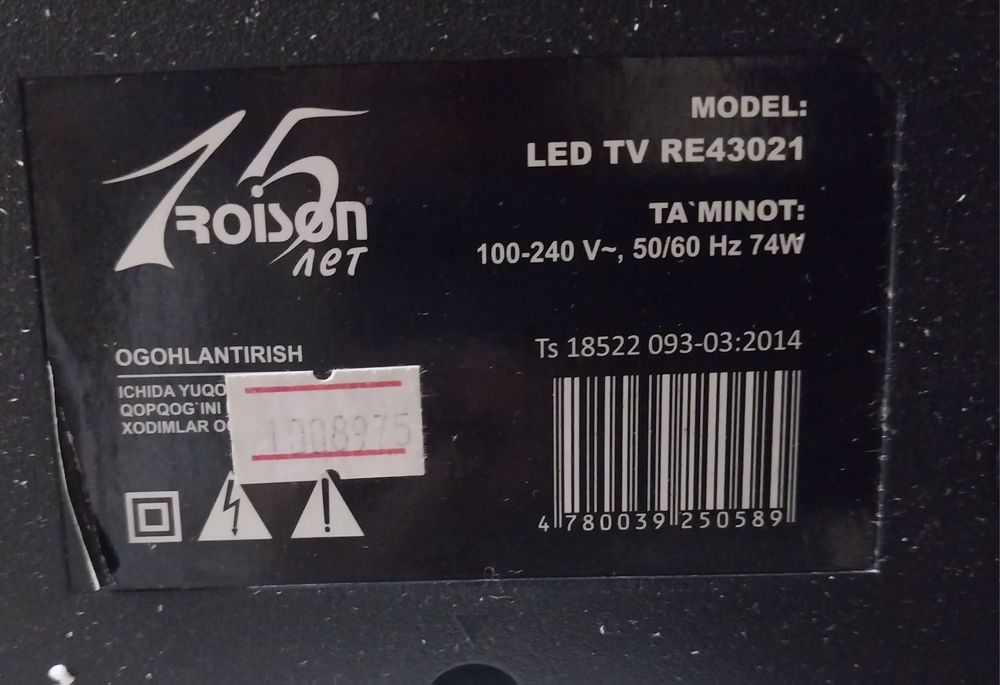 15
ROISON®
лет
MODEL:
LED TV RE43021
TA`MINOT:
100-240 V~, 50/60 Hz 74W
Ts 18522 093-03:2014
OGOHLANTIRISH
ICHIDA
QOPQOG`INI
XODIMLAR
1008975
4 780039 250589